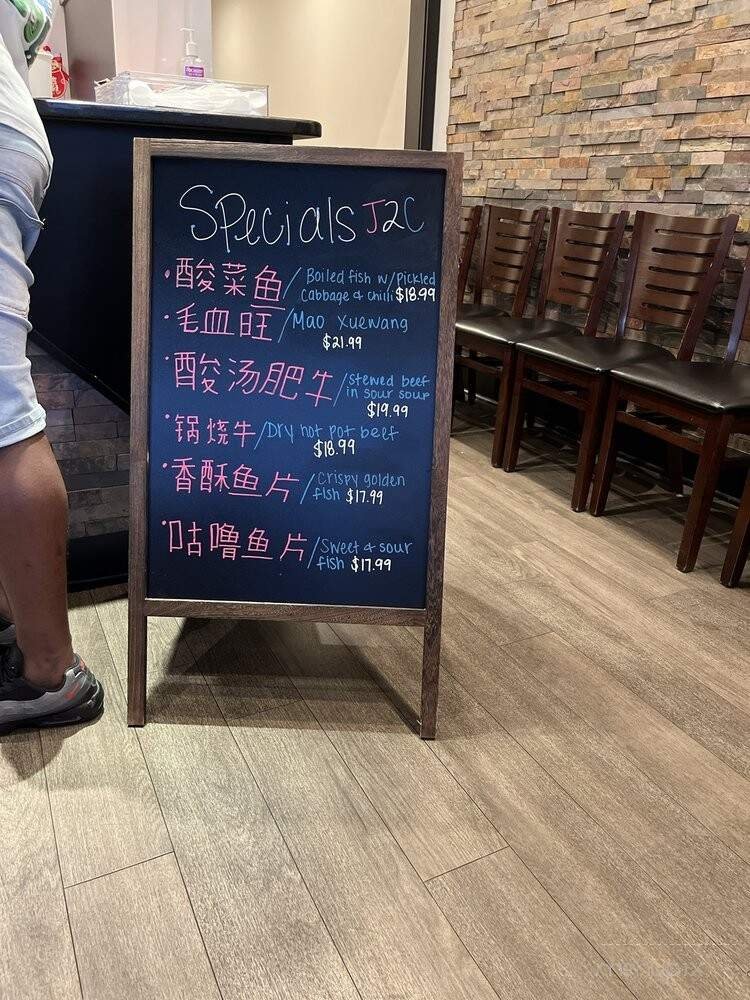 Specials J2C
·酸菜鱼/Boiled fish w/pickled
cabbage & chili $18.99
·毛血旺/Mao Xuewang
$21.99
·酸汤肥牛/stewed beef
in sour sour
$19.99
·锅烧牛/Dry hot pot beef
$18.99
·香酥鱼片/Crispy golden
fish $17.99
·咕噜鱼片/Sweet & sour
fish $17.99